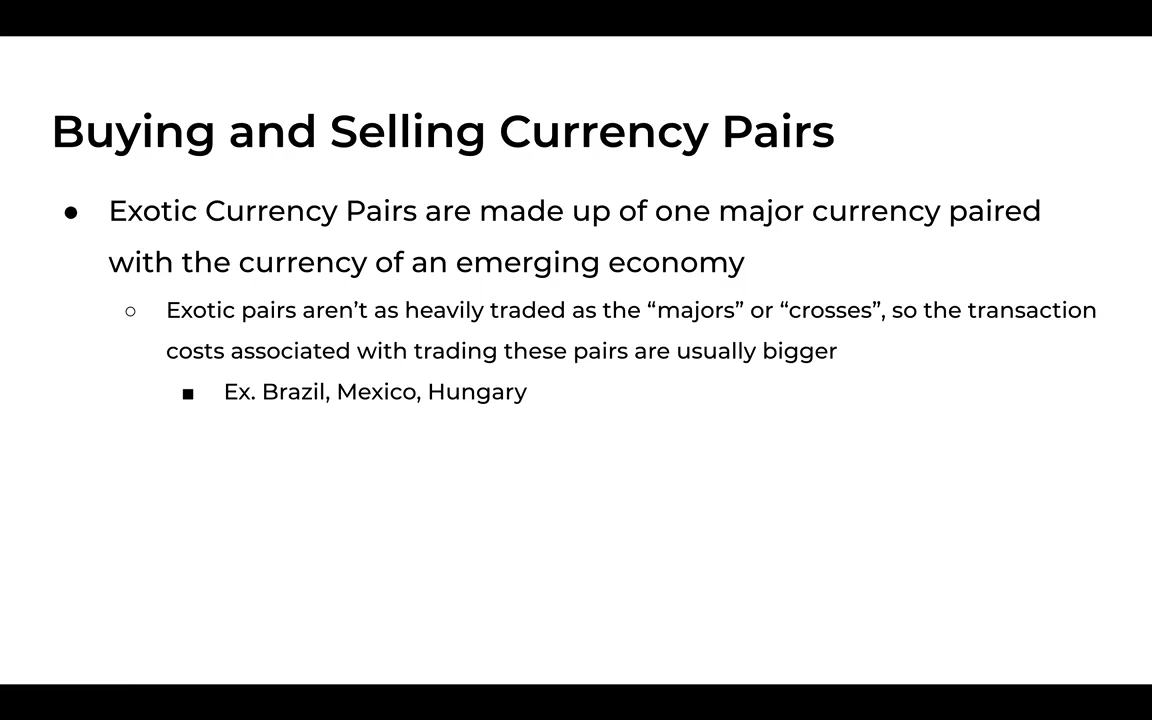 Buying and Selling Currency Pairs
● Exotic Currency Pairs are made up of one major currency paired
with the currency of an emerging economy
○ Exotic pairs aren’t as heavily traded as the “majors” or “crosses”, so the transaction
costs associated with trading these pairs are usually bigger
■ Ex. Brazil, Mexico, Hungary